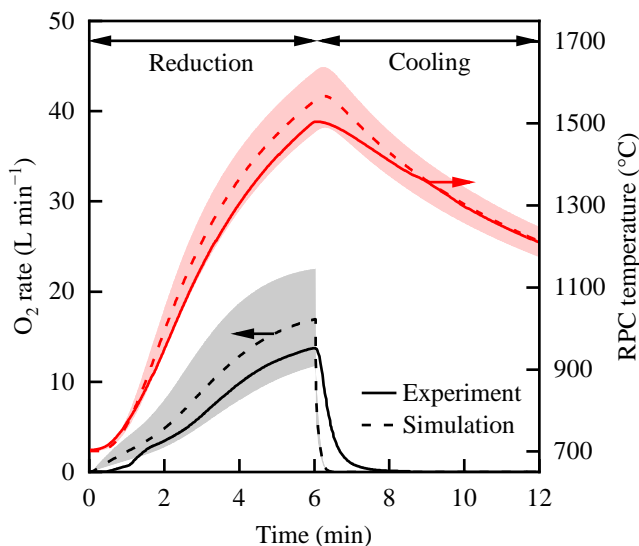 50
40
30
20
10
0
O₂ rate (L min⁻¹)
Reduction
Cooling
1700
1500
1300
1100
900
700
RPC temperature (°C)
Experiment
Simulation
0 2 4 6 8 10 12
Time (min)